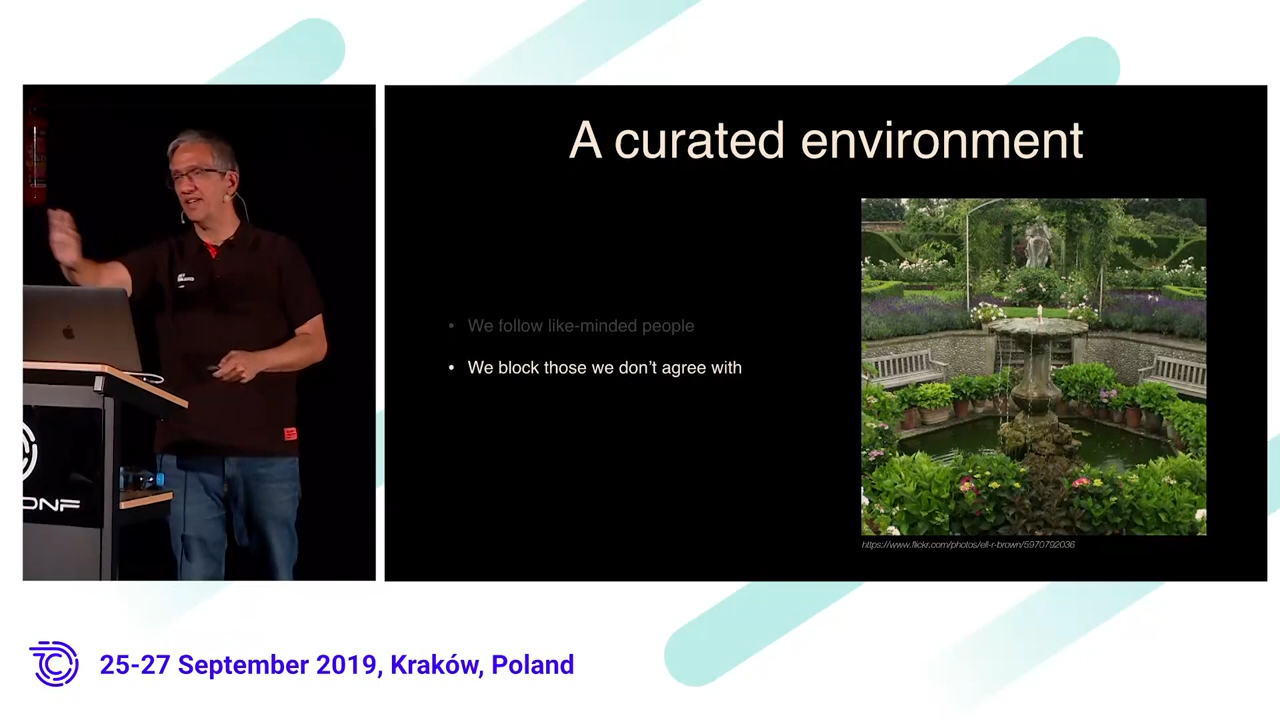 A curated environment
• We follow like-minded people
• We block those we don't agree with
https://www.flickr.com/photos/ell-r-brown/5970792036
ONF
25-27 September 2019, Kraków, Poland